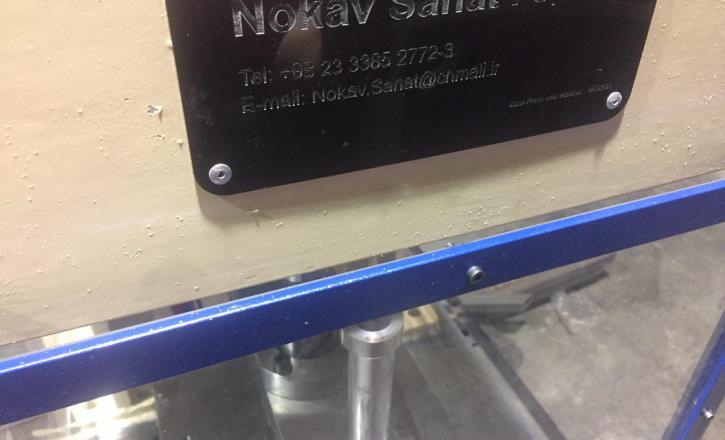 Nokav Sanat
Tel: +98 23 3365 2772-3
E-mail: Nokav.Sanat@chmail.ir